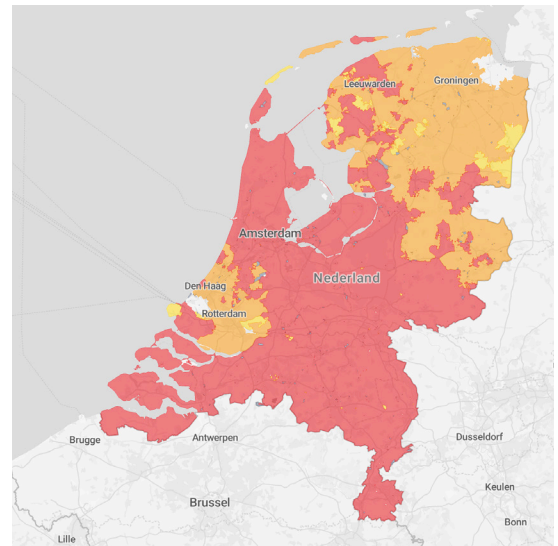 Leeuwarden
Groningen
Amsterdam
Nederland
Den Haag
Rotterdam
Brugge
Antwerpen
Dusseldorf
Brussel
Keulen
Lille
Bonn